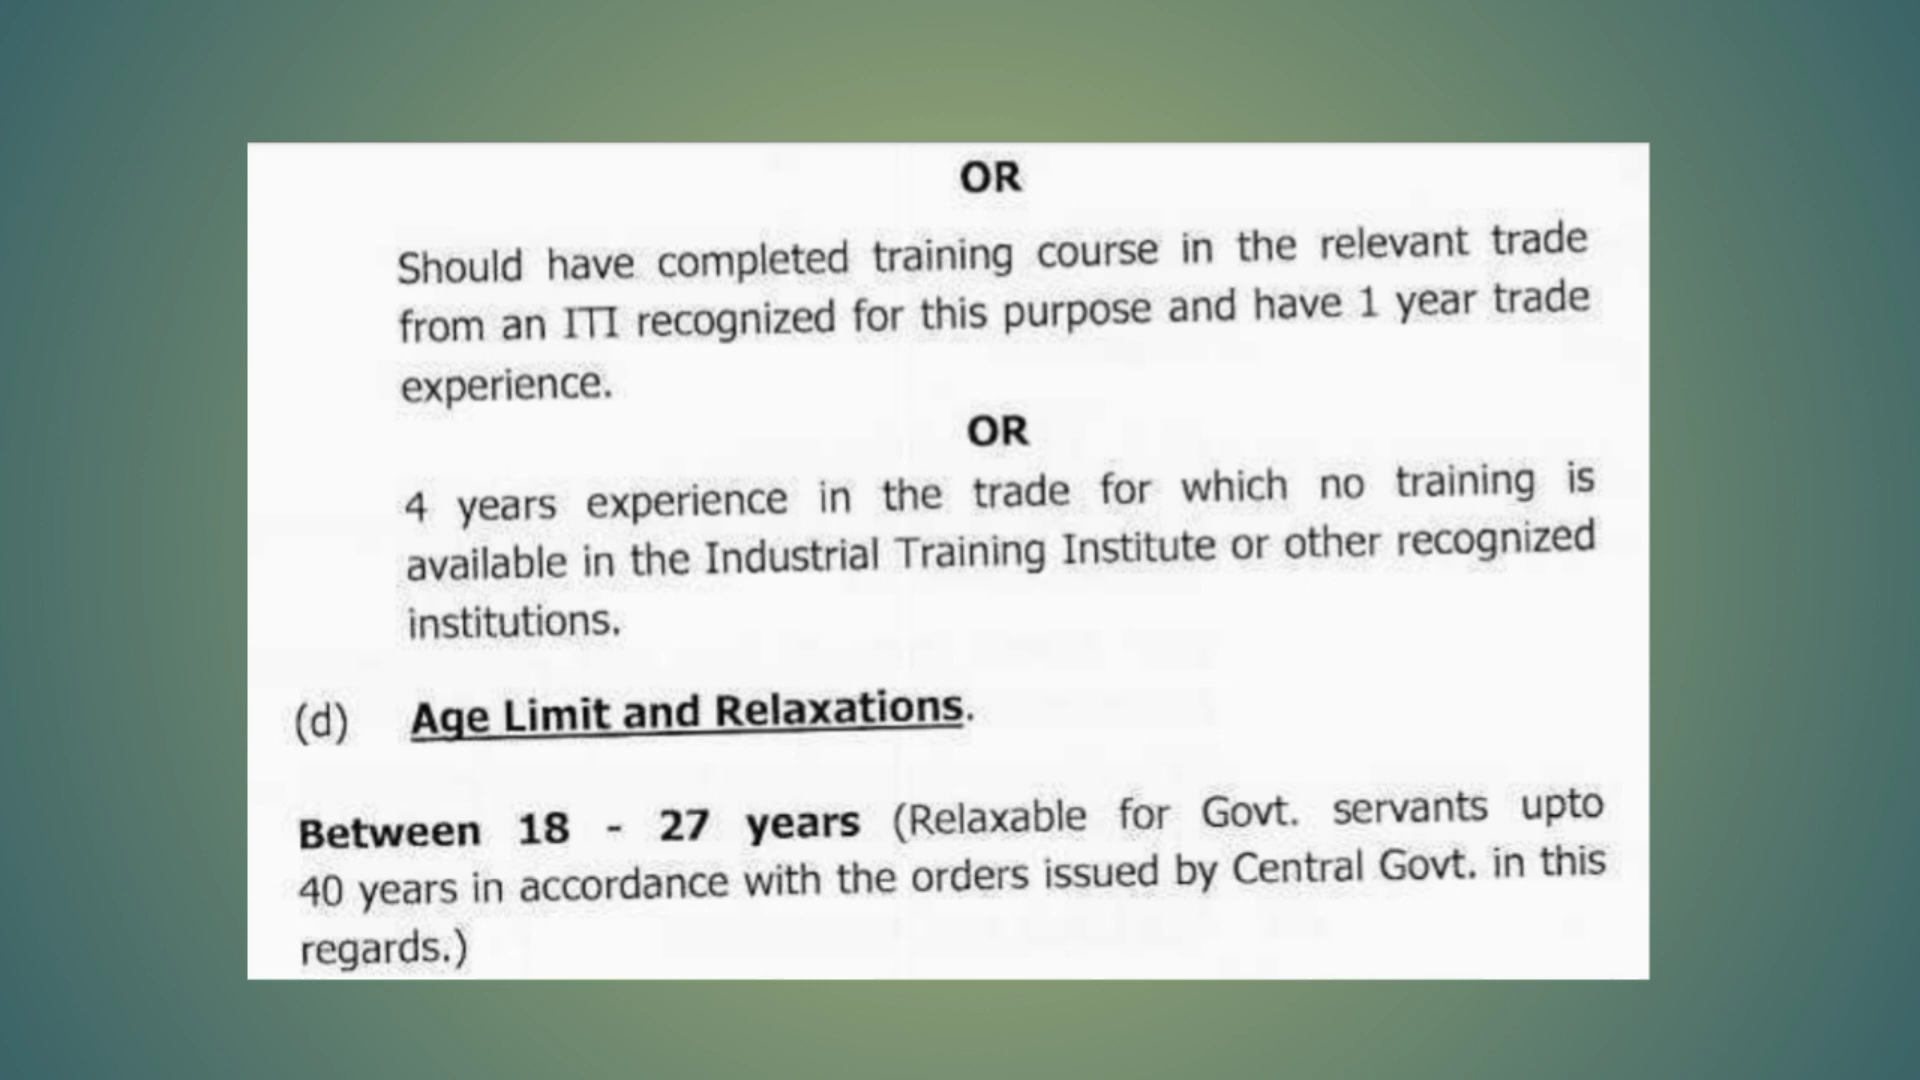 OR
Should have completed training course in the relevant trade
from an ITI recognized for this purpose and have 1 year trade
experience.
OR
4 years experience in the trade for which no training is
available in the Industrial Training Institute or other recognized
institutions.
(d) Age Limit and Relaxations.
Between 18 - 27 years (Relaxable for Govt. servants upto
40 years in accordance with the orders issued by Central Govt. in this
regards.)